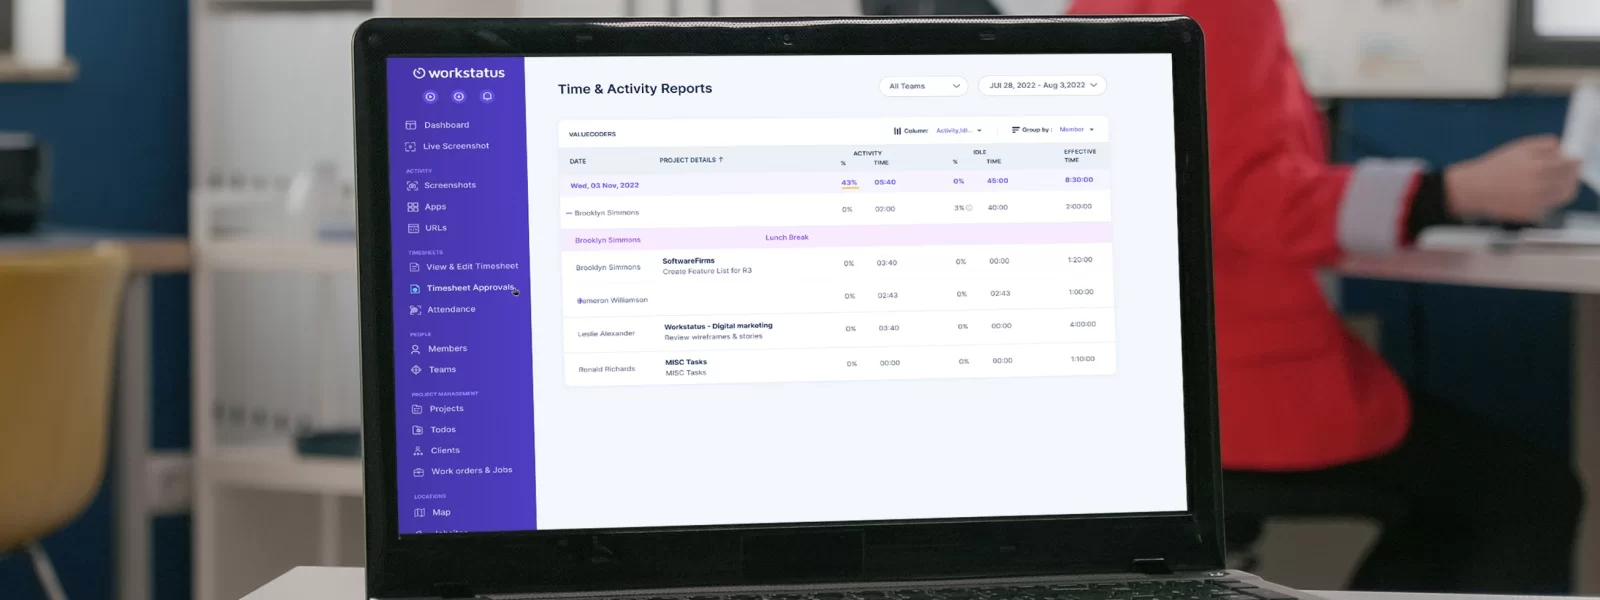 workstatus
Dashboard
Live Screenshot
ACTIVITY
Screenshots
Apps
URLs
TIMESHEETS
View & Edit Timesheet
Timesheet Approvals
Attendance
PEOPLE
Members
Teams
PROJECT MANAGEMENT
Projects
Todos
Clients
Work orders & Jobs
LOCATIONS
Map
Time & Activity Reports
All Teams
JUl 28, 2022 - Aug 3,2022
VALUECODERS
Column: Activity,Idl...
Group by : Member
DATE PROJECT DETAILS ↑ ACTIVITY IDLE EFFECTIVE TIME
% TIME % TIME
Wed, 03 Nov, 2022 43% 05:40 0% 45:00 8:30:00
Brooklyn Simmons 0% 02:00 3% 40:00 2:00:00
Brooklyn Simmons Lunch Break
Brooklyn Simmons SoftwareFirms 0% 03:40 0% 00:00 1:20:00
Create Feature List for R3
Cameron Williamson 0% 02:43 0% 02:43 1:00:00
Leslie Alexander Workstatus - Digital marketing 0% 03:40 0% 00:00 4:00:00
Review wireframes & stories
Ronald Richards MISC Tasks 0% 00:00 0% 00:00 1:10:00
MISC Tasks